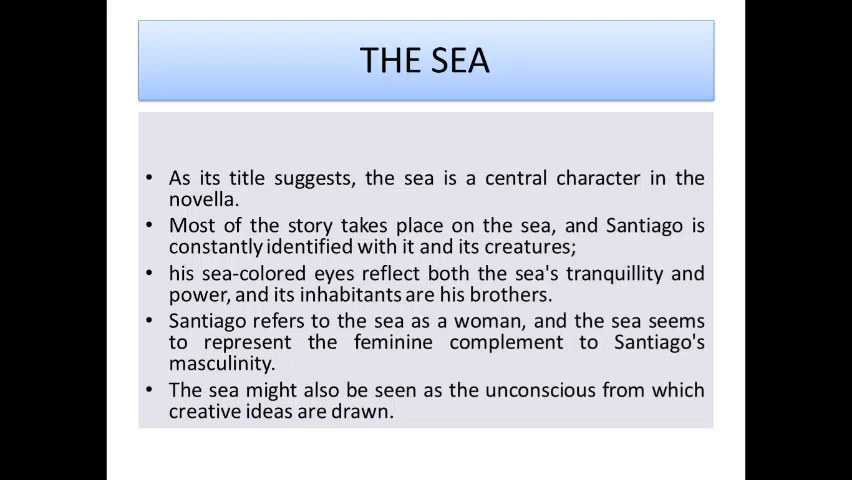 THE SEA
• As its title suggests, the sea is a central character in the
novella.
• Most of the story takes place on the sea, and Santiago is
constantly identified with it and its creatures;
• his sea-colored eyes reflect both the sea's tranquillity and
power, and its inhabitants are his brothers.
• Santiago refers to the sea as a woman, and the sea seems
to represent the feminine complement to Santiago's
masculinity.
• The sea might also be seen as the unconscious from which
creative ideas are drawn.